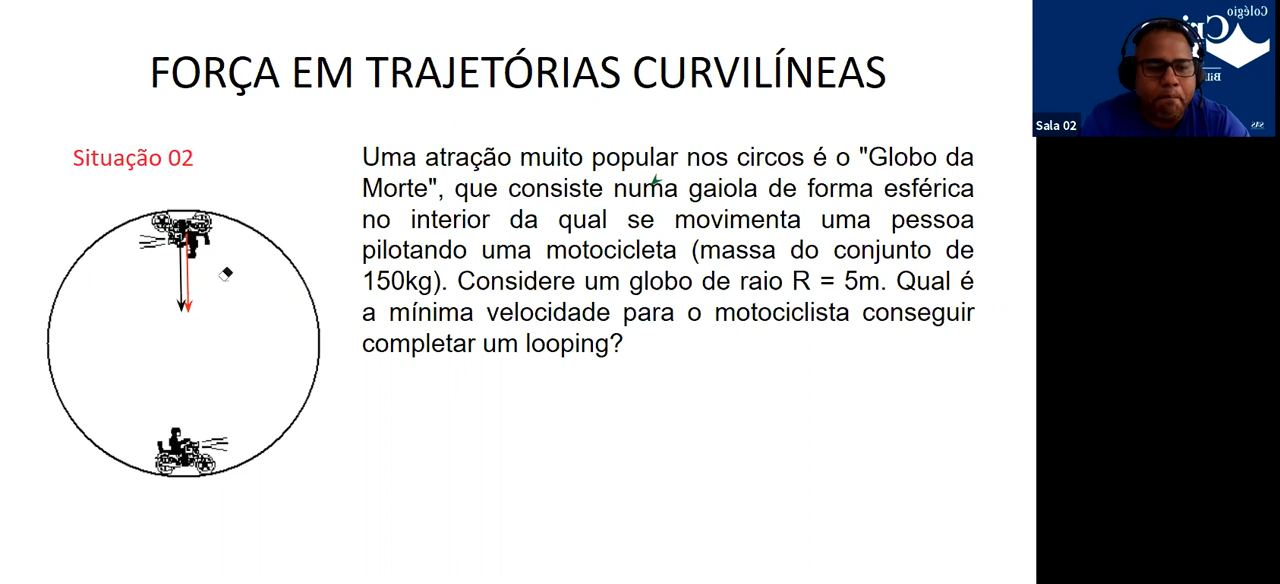 FORÇA EM TRAJETÓRIAS CURVILÍNEAS
Situação 02
Uma atração muito popular nos circos é o "Globo da
Morte", que consiste numa gaiola de forma esférica
no interior da qual se movimenta uma pessoa
pilotando uma motocicleta (massa do conjunto de
150kg). Considere um globo de raio R = 5m. Qual é
a mínima velocidade para o motociclista conseguir
completar um looping?
Colégio
Sala 02
SAS